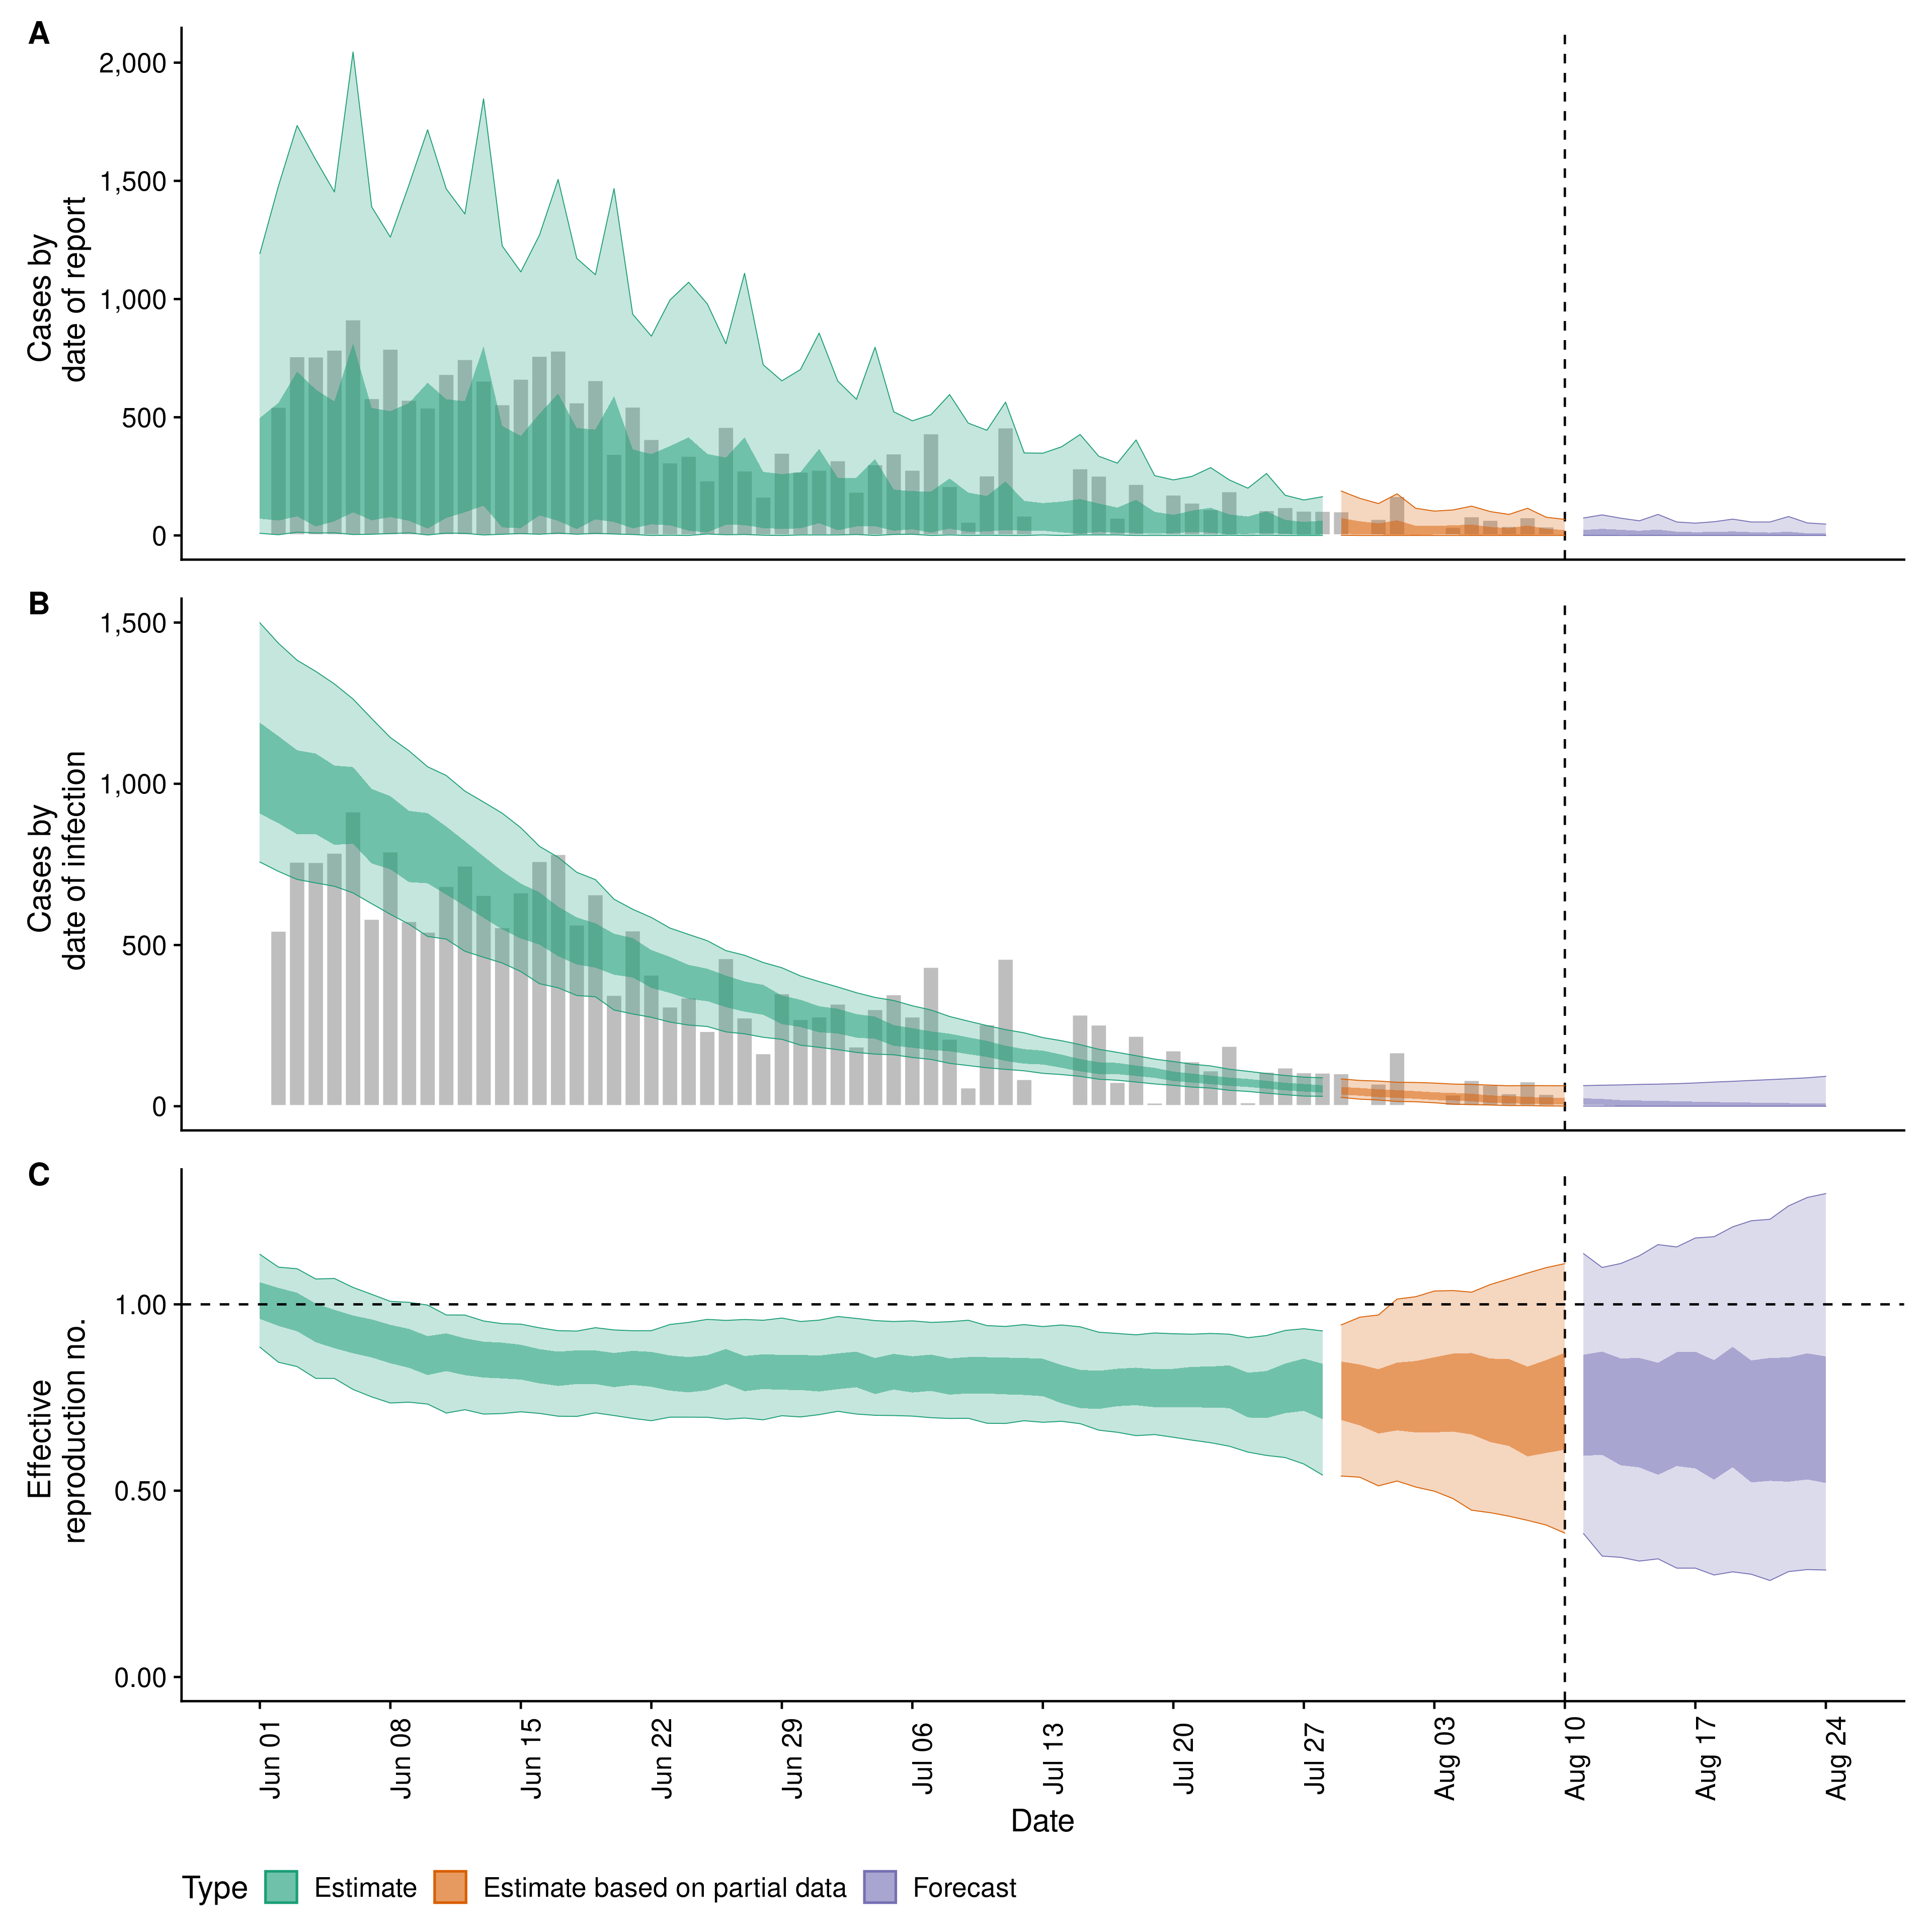 A
Cases by
date of report
2,000
1,500
1,000
500
0
B
Cases by
date of infection
1,500
1,000
500
0
C
Effective
reproduction no.
1.00
0.50
0.00
Jun 01
Jun 08
Jun 15
Jun 22
Jun 29
Jul 06
Jul 13
Jul 20
Jul 27
Aug 03
Aug 10
Aug 17
Aug 24
Date
Type Estimate Estimate based on partial data Forecast